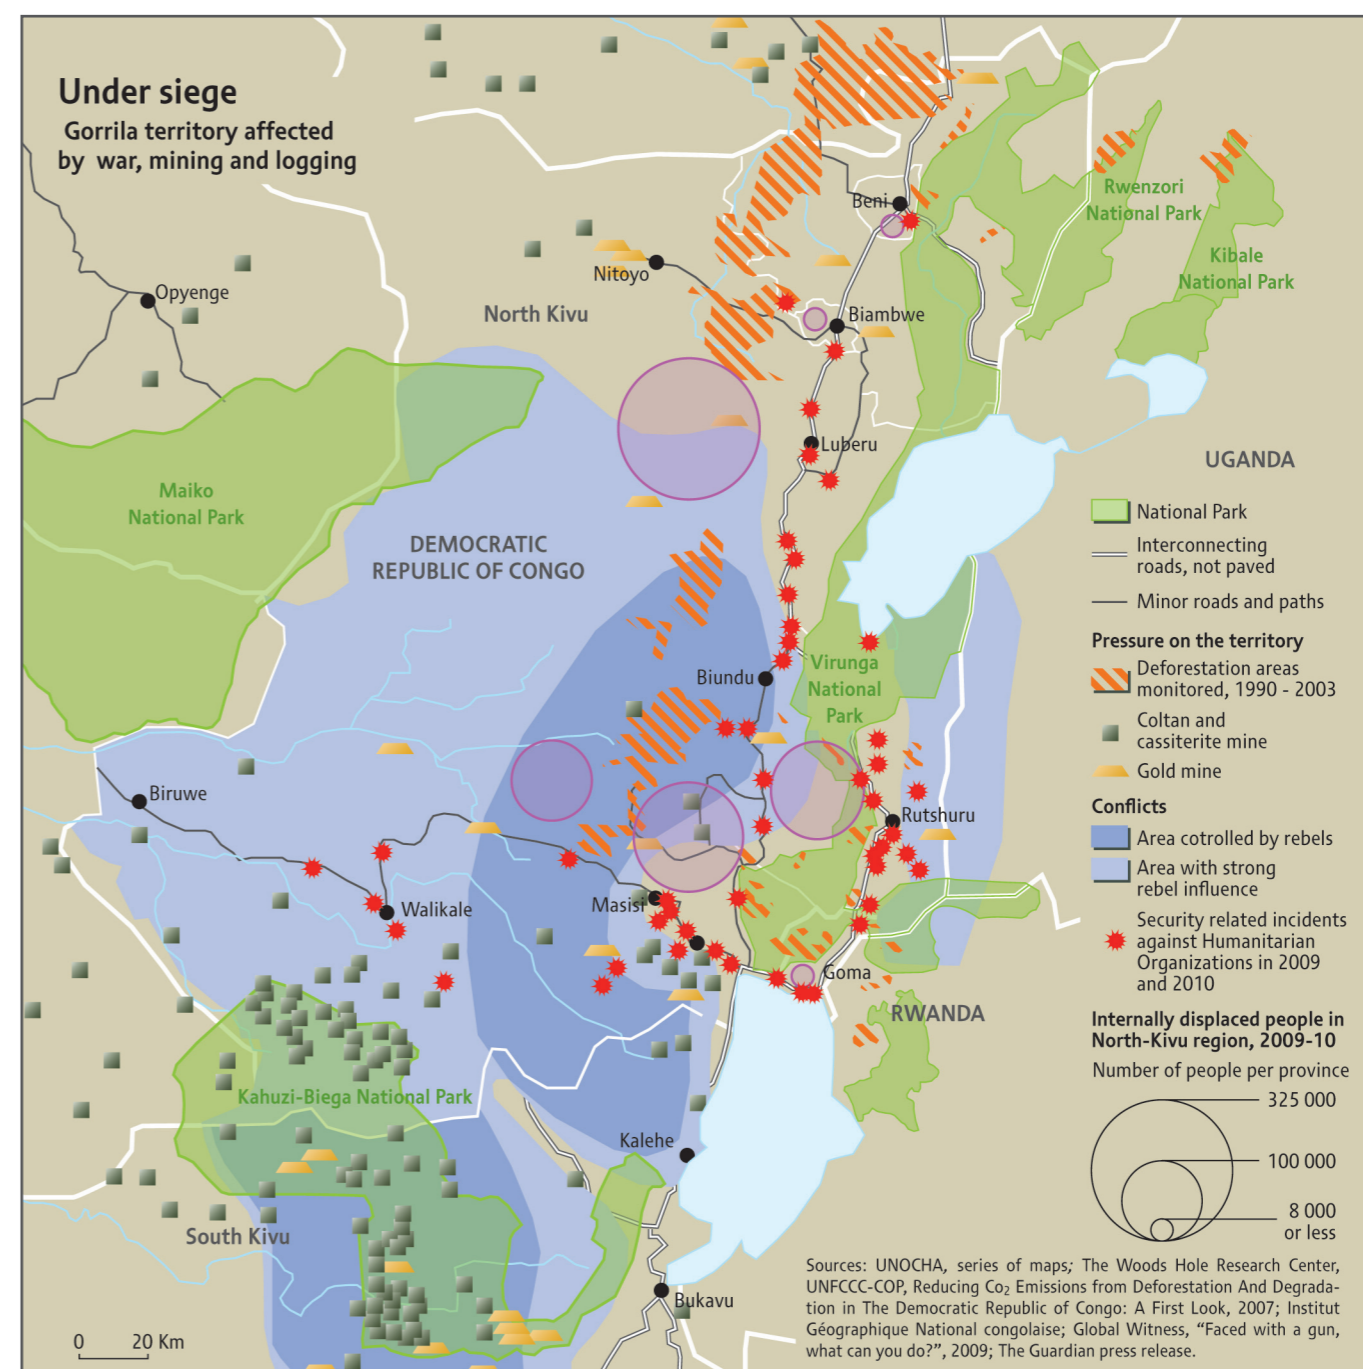 Under siege
Gorrila territory affected
by war, mining and logging
Beni
Rwenzori
National Park
Kibale
National Park
Nitoyo
Opyenge
North Kivu
Biambwe
Luberu
UGANDA
Maiko
National Park
DEMOCRATIC
REPUBLIC OF CONGO
Virunga
National
Park
Biundu
Biruwe
Rutshuru
Masisi
Walikale
Goma
RWANDA
Kahuzi-Biega National Park
Kalehe
South Kivu
Bukavu
0 20 Km
National Park
Interconnecting
roads, not paved
Minor roads and paths
Pressure on the territory
Deforestation areas
monitored, 1990 - 2003
Coltan and
cassiterite mine
Gold mine
Conflicts
Area cotrolled by rebels
Area with strong
rebel influence
Security related incidents
against Humanitarian
Organizations in 2009
and 2010
Internally displaced people in
North-Kivu region, 2009-10
Number of people per province
325 000
100 000
8 000
or less
Sources: UNOCHA, series of maps; The Woods Hole Research Center,
UNFCCC-COP, Reducing Co2 Emissions from Deforestation And Degrada-
tion in The Democratic Republic of Congo: A First Look, 2007; Institut
Géographique National congolaise; Global Witness, “Faced with a gun,
what can you do?”, 2009; The Guardian press release.